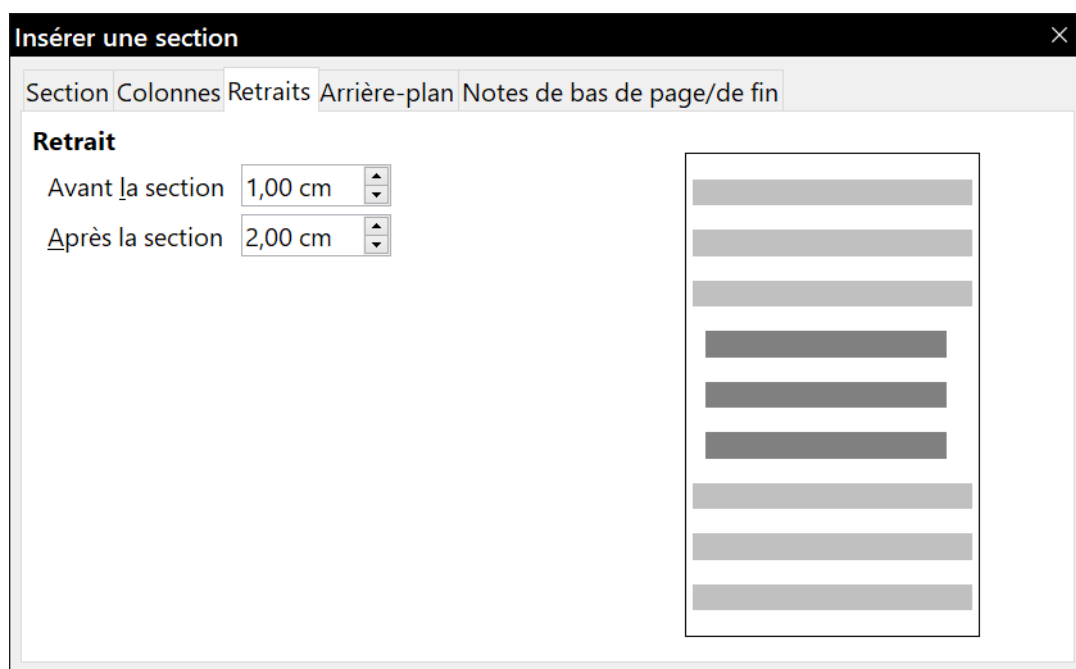 Insérer une section
Section Colonnes Retraits Arrière-plan Notes de bas de page/de fin
Retrait
Avant la section 1,00 cm
Après la section 2,00 cm